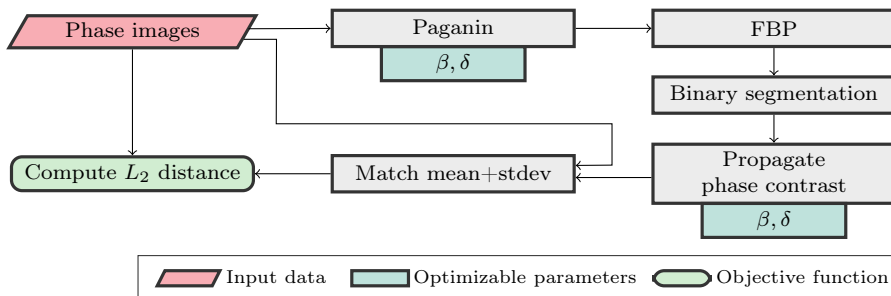 Phase images
Paganin
FBP
β, δ
Binary segmentation
Propagate
phase contrast
β, δ
Match mean+stdev
Compute L₂ distance
Input data
Optimizable parameters
Objective function